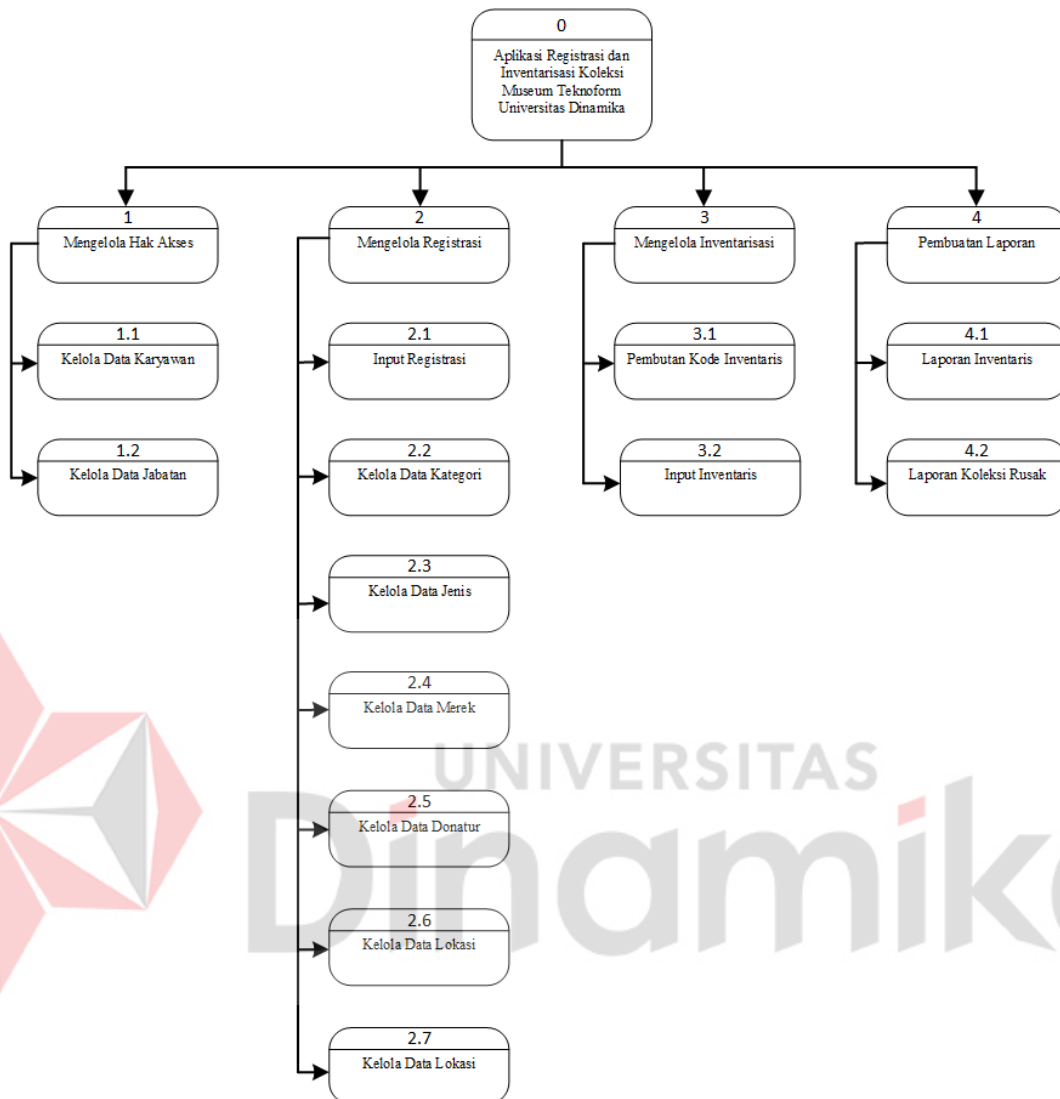 0
Aplikasi Registrasi dan
Inventarisasi Koleksi
Museum Teknoform
Universitas Dinamika
1
Mengelola Hak Akses
2
Mengelola Registrasi
3
Mengelola Inventarisasi
4
Pembuatan Laporan
1.1
Kelola Data Karyawan
2.1
Input Registrasi
3.1
Pembutan Kode Inventaris
4.1
Laporan Inventaris
1.2
Kelola Data Jabatan
2.2
Kelola Data Kategori
3.2
Input Inventaris
4.2
Laporan Koleksi Rusak
2.3
Kelola Data Jenis
2.4
Kelola Data Merek
2.5
Kelola Data Donatur
2.6
Kelola Data Lokasi
2.7
Kelola Data Lokasi
UNIVERSITAS
Dinamika